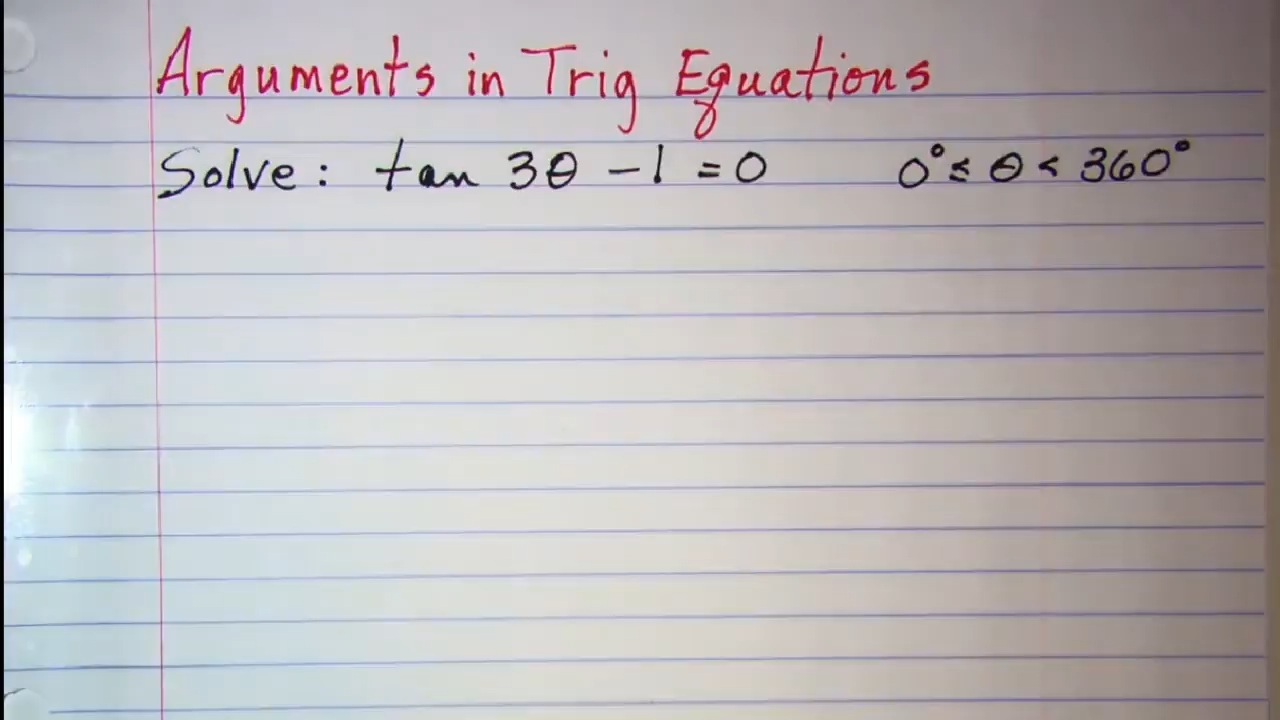 Arguments in Trig Equations
Solve: tan 3θ - 1 = 0 0° ≤ θ < 360°